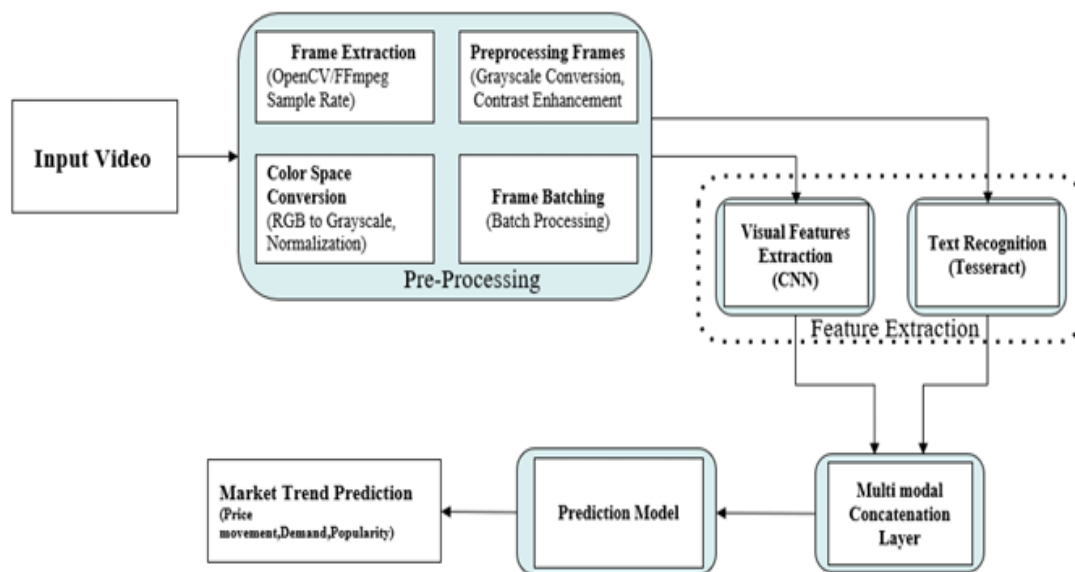 Input Video
Frame Extraction
(OpenCV/FFmpeg
Sample Rate)
Preprocessing Frames
(Grayscale Conversion,
Contrast Enhancement
Color Space
Conversion
(RGB to Grayscale,
Normalization)
Frame Batching
(Batch Processing)
Pre-Processing
Visual Features
Extraction
(CNN)
Text Recognition
(Tesseract)
Feature Extraction
Multi modal
Concatenation
Layer
Prediction Model
Market Trend Prediction
(Price
movement,Demand,Popularity)